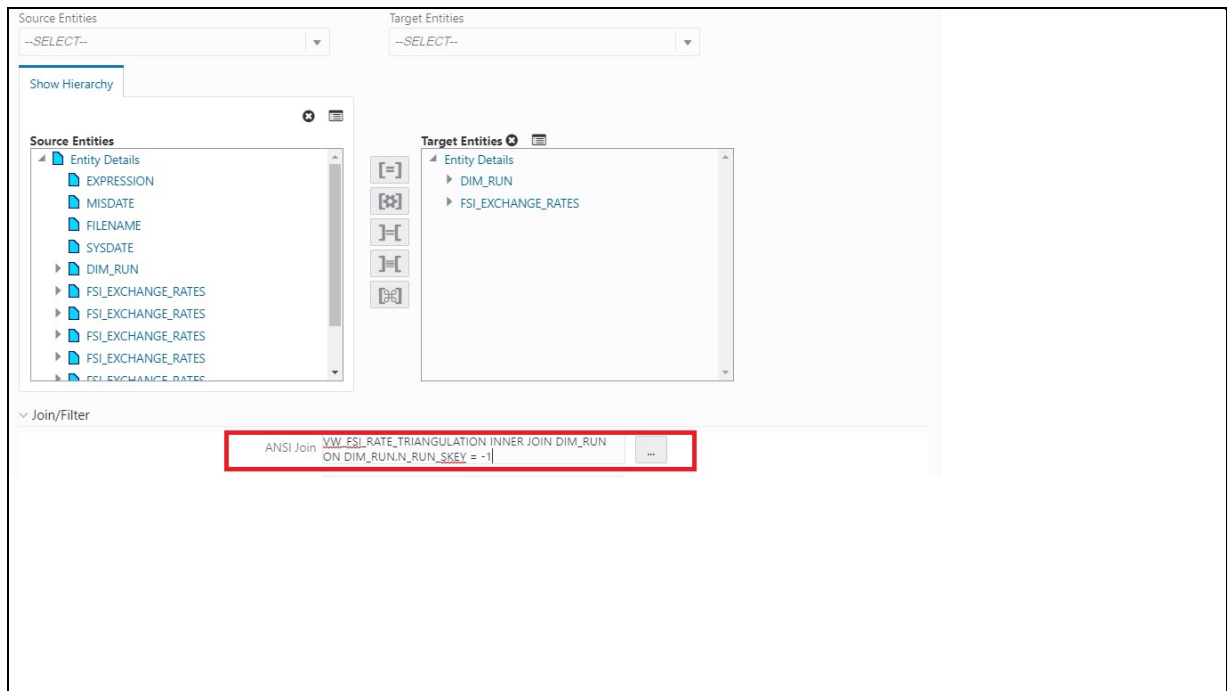 Source Entities
Target Entities
--SELECT--
--SELECT--
Show Hierarchy
Source Entities
Entity Details
EXPRESSION
MISDATE
FILENAME
SYSDATE
DIM_RUN
FSI_EXCHANGE_RATES
FSI_EXCHANGE_RATES
FSI_EXCHANGE_RATES
FSI_EXCHANGE_RATES
FSI_EXCHANGE_RATES
[=]
]=[
]≡[
[⌘]
Target Entities
Entity Details
DIM_RUN
FSI_EXCHANGE_RATES
Join/Filter
ANSI Join
VW_FSI_RATE_TRIANGULATION INNER JOIN DIM_RUN
ON DIM_RUN.N_RUN_SKEY = -1
...